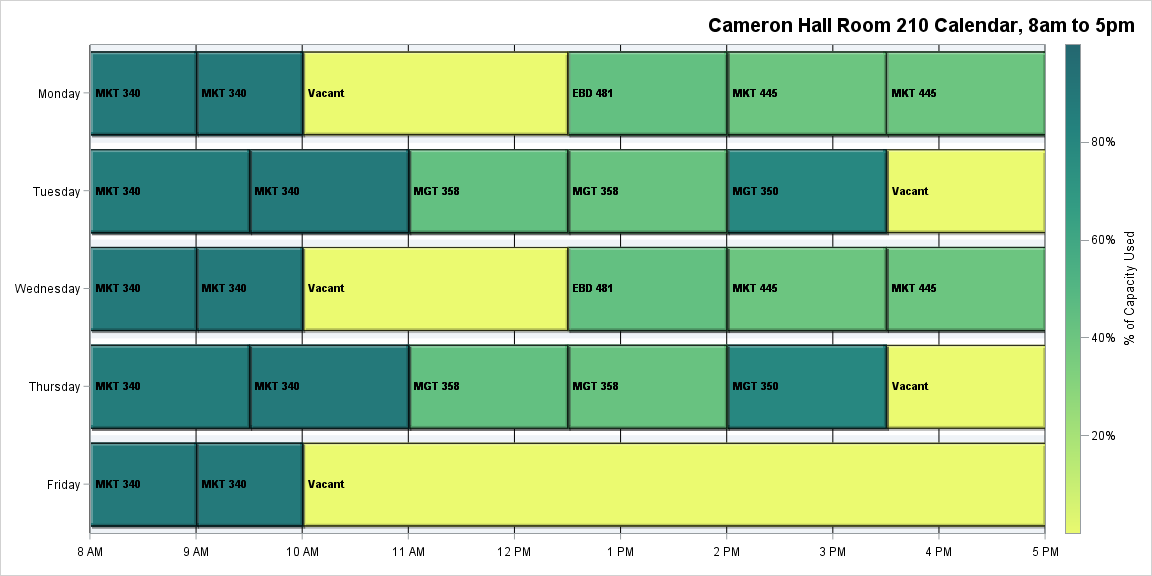 Cameron Hall Room 210 Calendar, 8am to 5pm
Monday
MKT 340
MKT 340
Vacant
EBD 481
MKT 445
MKT 445
Tuesday
MKT 340
MKT 340
MGT 358
MGT 358
MGT 350
Vacant
Wednesday
MKT 340
MKT 340
Vacant
EBD 481
MKT 445
MKT 445
Thursday
MKT 340
MKT 340
MGT 358
MGT 358
MGT 350
Vacant
Friday
MKT 340
MKT 340
Vacant
8 AM
9 AM
10 AM
11 AM
12 PM
1 PM
2 PM
3 PM
4 PM
5 PM
80%
60%
40%
20%
% of Capacity Used